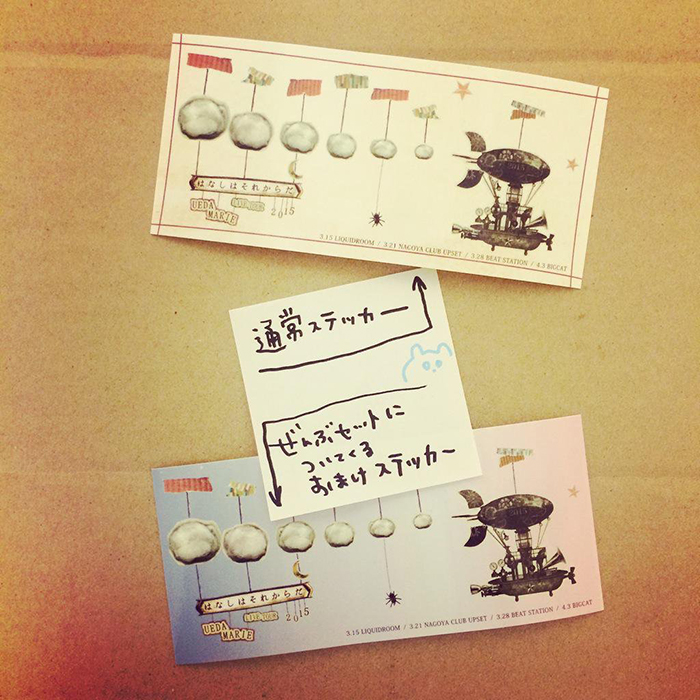 はなしはそれからだ
UEDA
MARIE
LIVE TOUR
2015
3.15 LIQUIDROOM / 3.21 NAGOYA CLUB UPSET / 3.28 BEAT STATION / 4.3 BIGCAT
通常ステッカー
ぜんぶセットに
ついてくる
おまけステッカー
はなしはそれからだ
UEDA
MARIE
LIVE TOUR
2015
3.15 LIQUIDROOM / 3.21 NAGOYA CLUB UPSET / 3.28 BEAT STATION / 4.3 BIGCAT